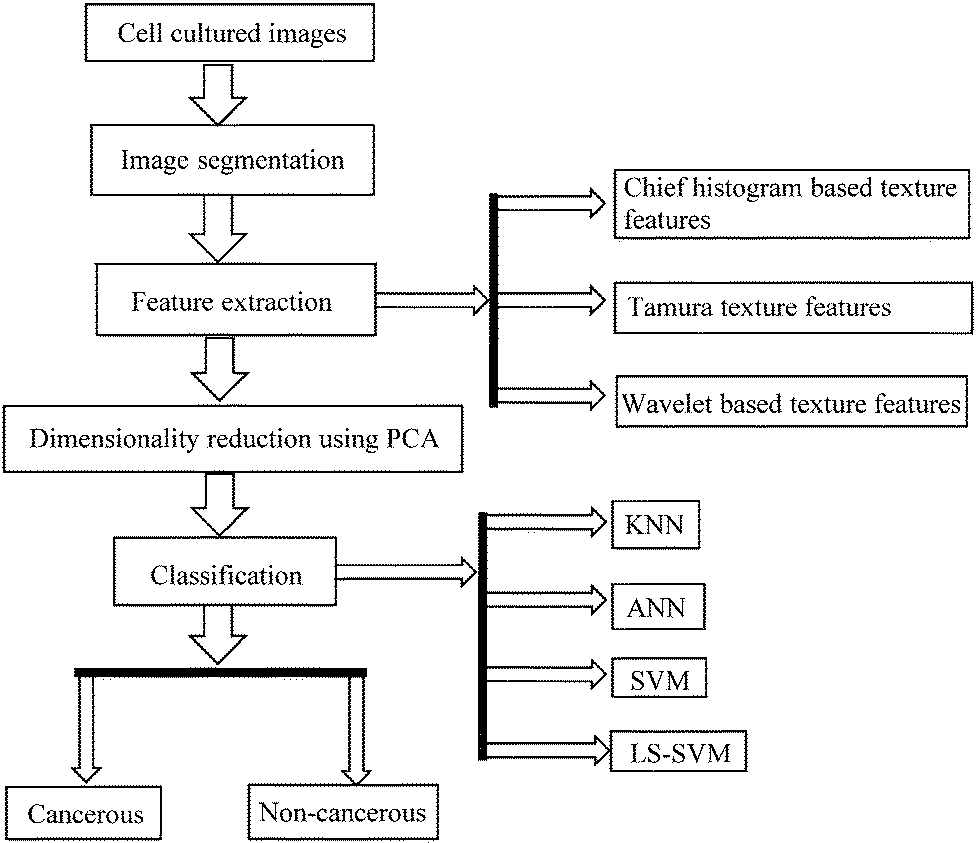 Cell cultured images
Image segmentation
Chief histogram based texture
features
Feature extraction
Tamura texture features
Wavelet based texture features
Dimensionality reduction using PCA
KNN
Classification
ANN
SVM
LS-SVM
Cancerous
Non-cancerous